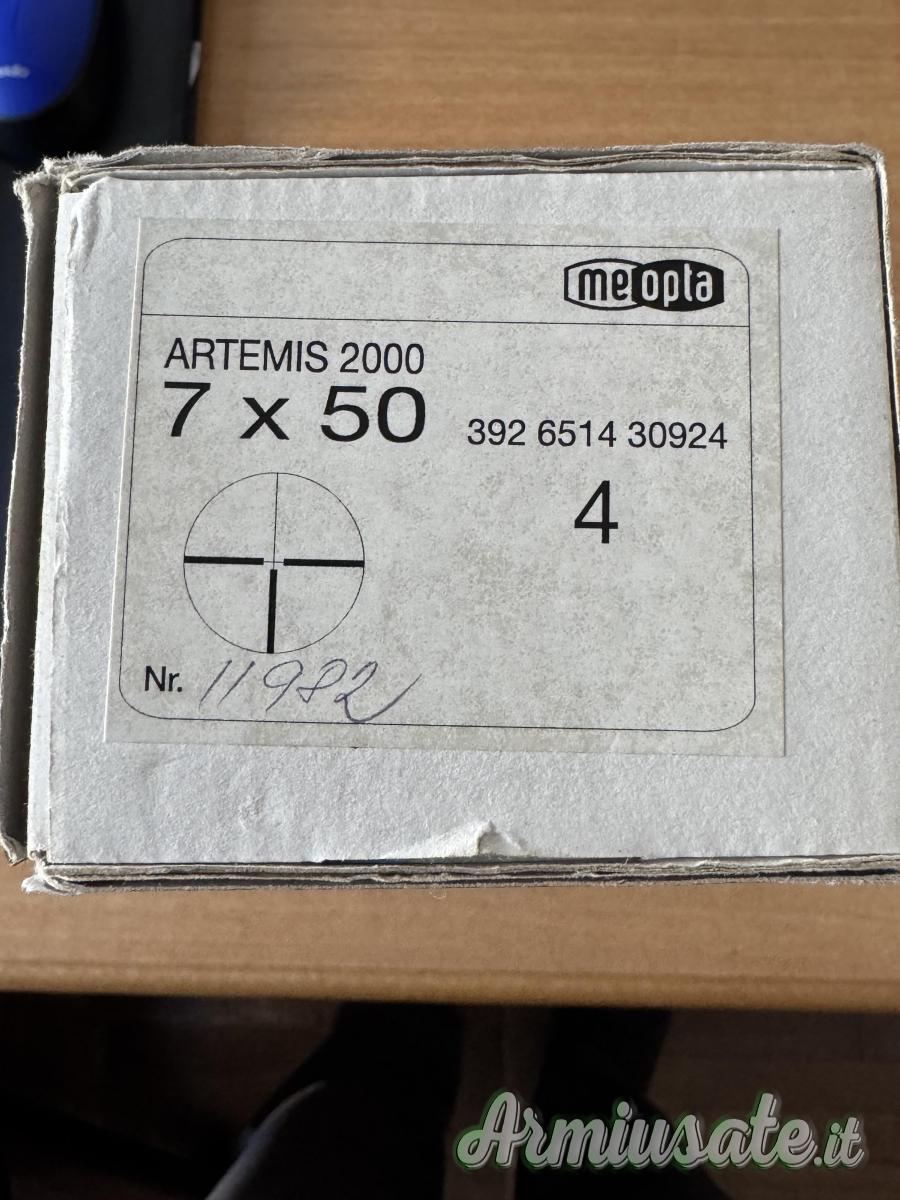 meopta
ARTEMIS 2000
7 x 50
392 6514 30924
4
Nr. 11982
Armiusate.it